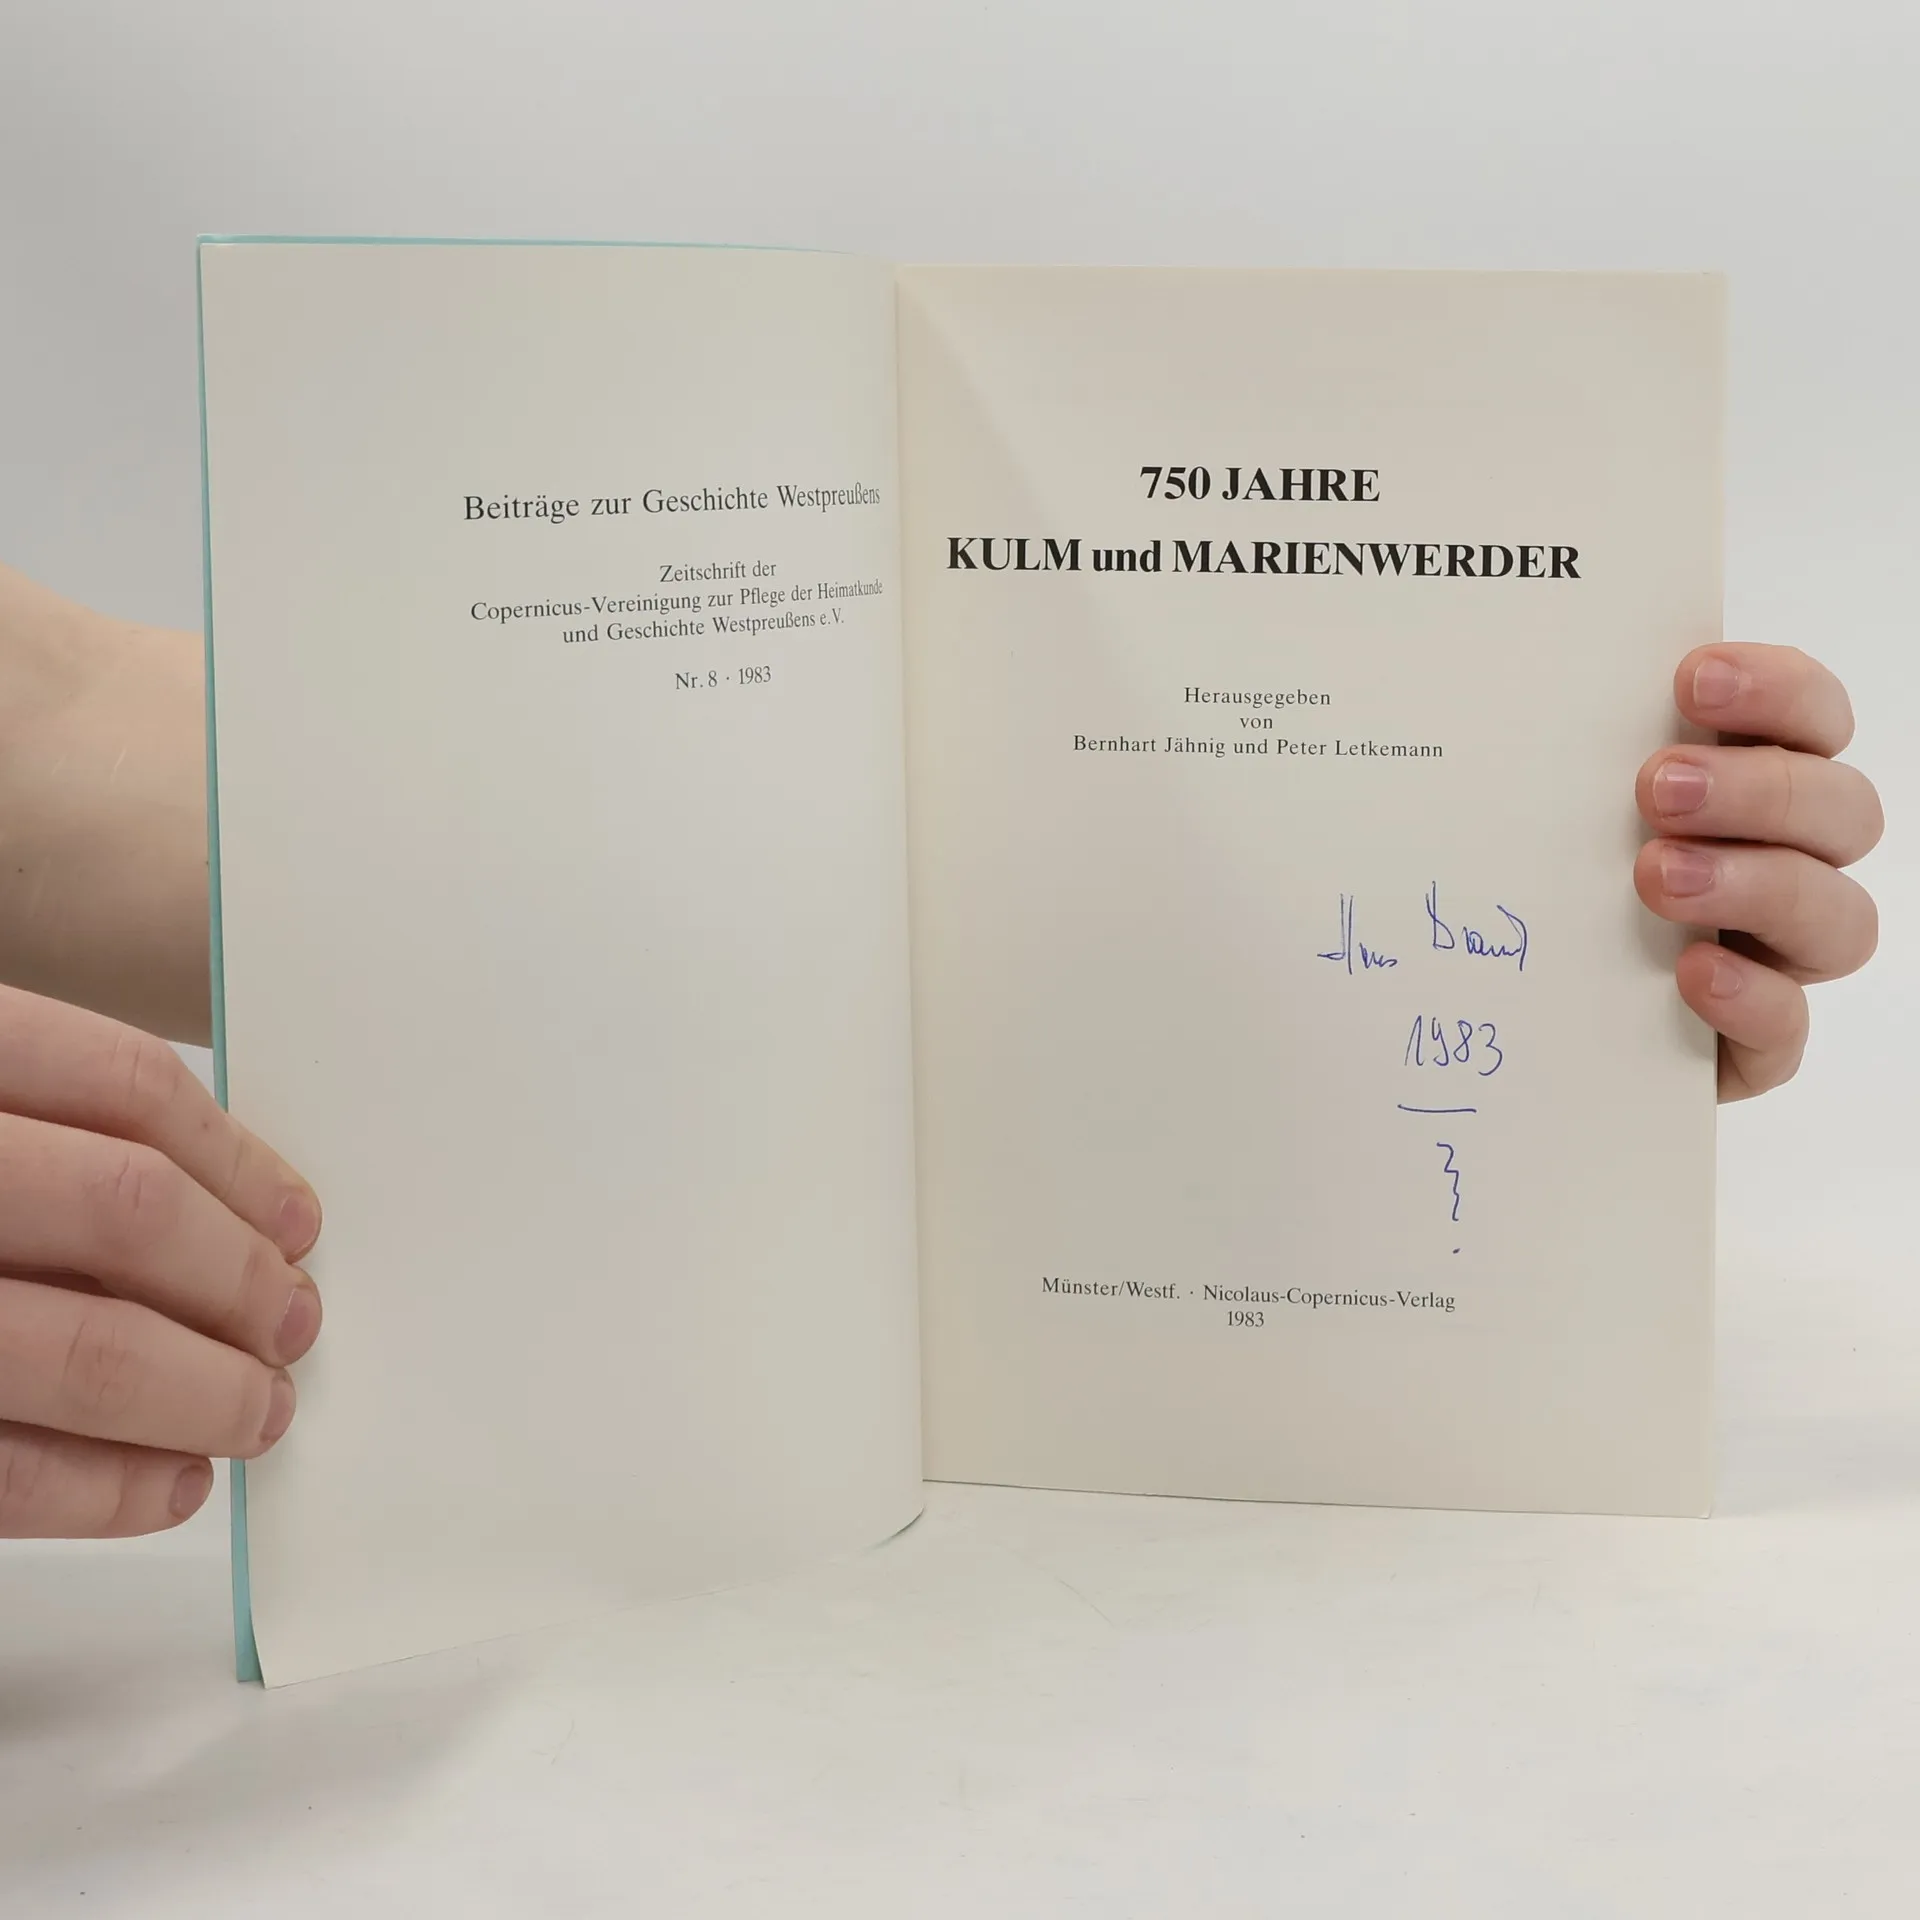 Beiträge zur Geschichte Westpreußens
Zeitschrift der
Copernicus-Vereinigung zur Pflege der Heimatkunde
und Geschichte Westpreußens e.V.
Nr. 8 · 1983
750 JAHRE
KULM und MARIENWERDER
Herausgegeben
von
Bernhart Jähnig und Peter Letkemann
1983
Münster/Westf. · Nicolaus-Copernicus-Verlag
1983